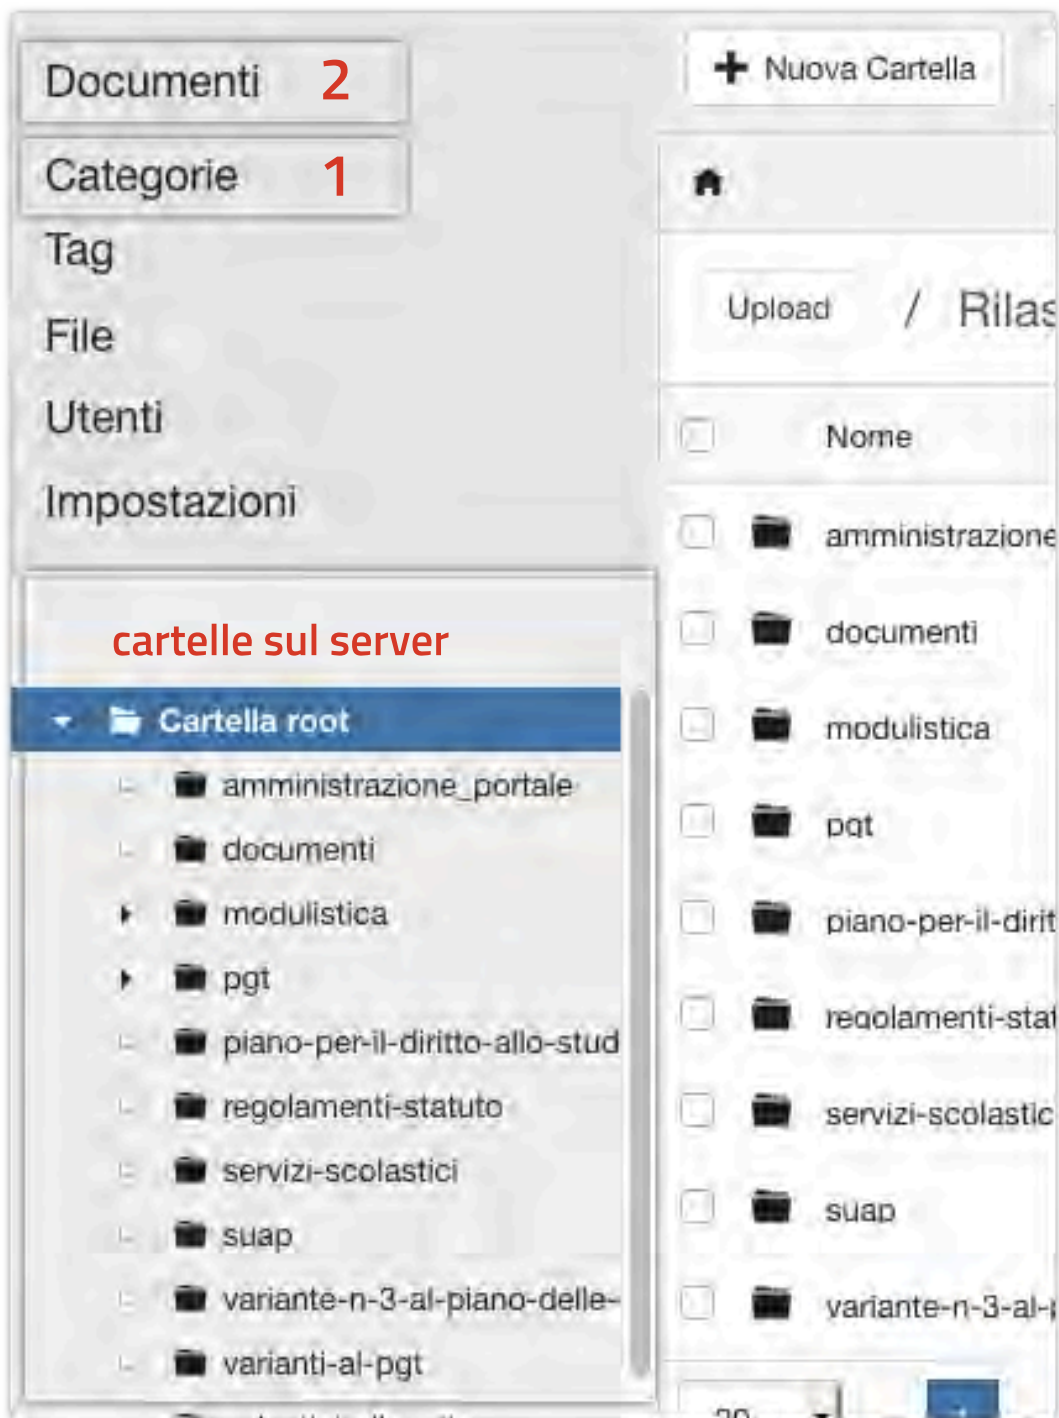 Documenti 2
Categorie 1
Tag
File
Utenti
Impostazioni
cartelle sul server
Cartella root
amministrazione_portale
documenti
modulistica
pgt
piano-per-il-diritto-allo-stud
regolamenti-statuto
servizi-scolastici
suap
variante-n-3-al-piano-delle-
varianti-al-pgt
Nuova Cartella
Upload / Rilas
Nome
amministrazione
documenti
modulistica
pgt
piano-per-il-dirit
regolamenti-stat
servizi-scolastic
suap
variante-n-3-al-